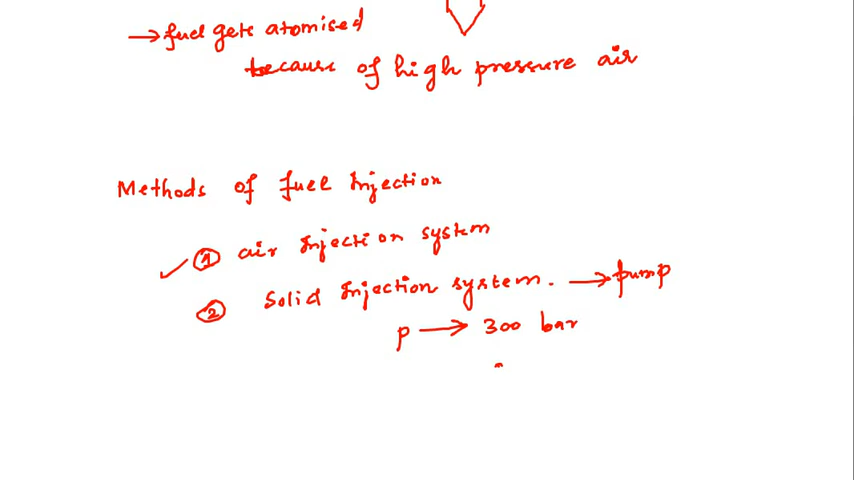 → fuel gets atomised
because of high pressure air
Methods of fuel Injection
✓ ① air Injection system
② Solid Injection system. → pump
P → 300 bar